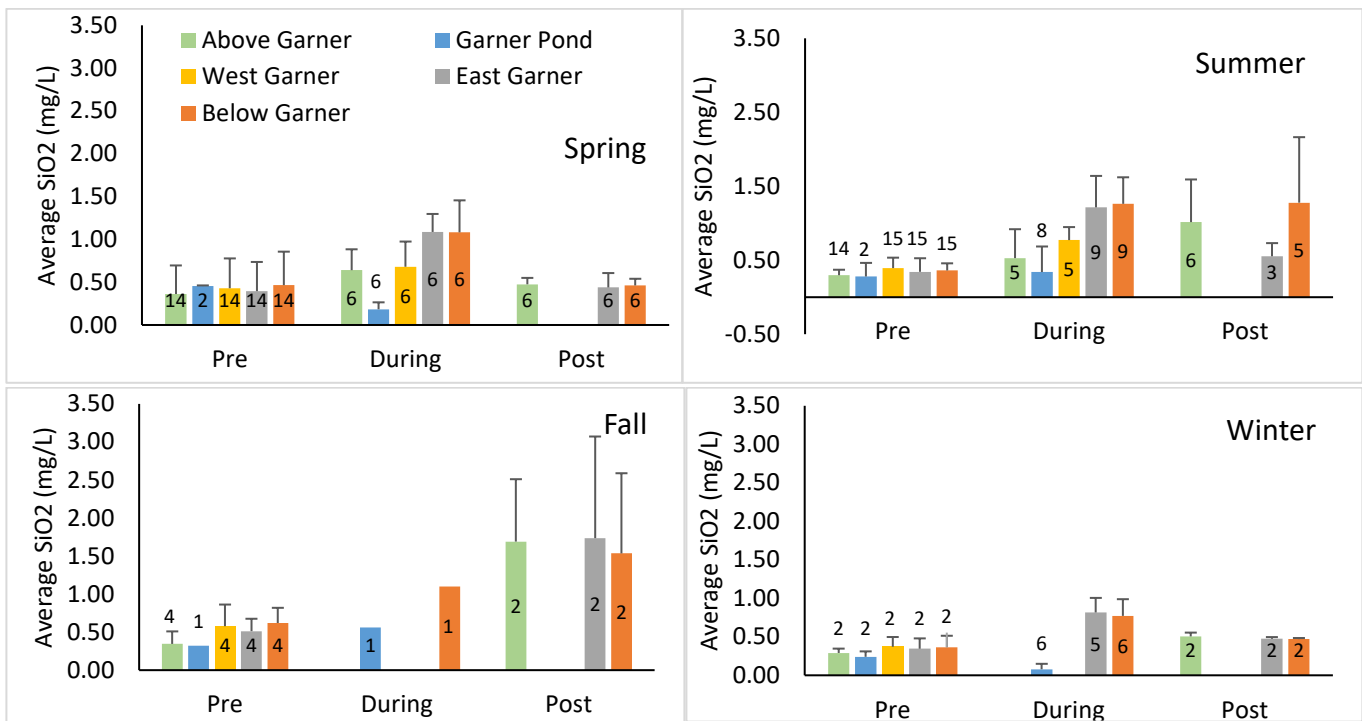 Average SiO2 (mg/L)
3.50
3.00
2.50
2.00
1.50
1.00
0.50
0.00
Above Garner Garner Pond
West Garner East Garner
Below Garner
Spring
14 2 14 14 14
6 6 6 6 6
6 6 6
Pre During Post
Average SiO2 (mg/L)
3.50
2.50
1.50
0.50
-0.50
Summer
14 2 15 15 15
5 8 5 9 9
6 3 5
Pre During Post
Average SiO2 (mg/L)
3.50
3.00
2.50
2.00
1.50
1.00
0.50
0.00
Fall
4 1 4 4 4
1 1
2 2 2
Pre During Post
Average SiO2 (mg/L)
3.50
3.00
2.50
2.00
1.50
1.00
0.50
0.00
Winter
2 2 2 2 2
6 5 6
2 2 2
Pre During Post